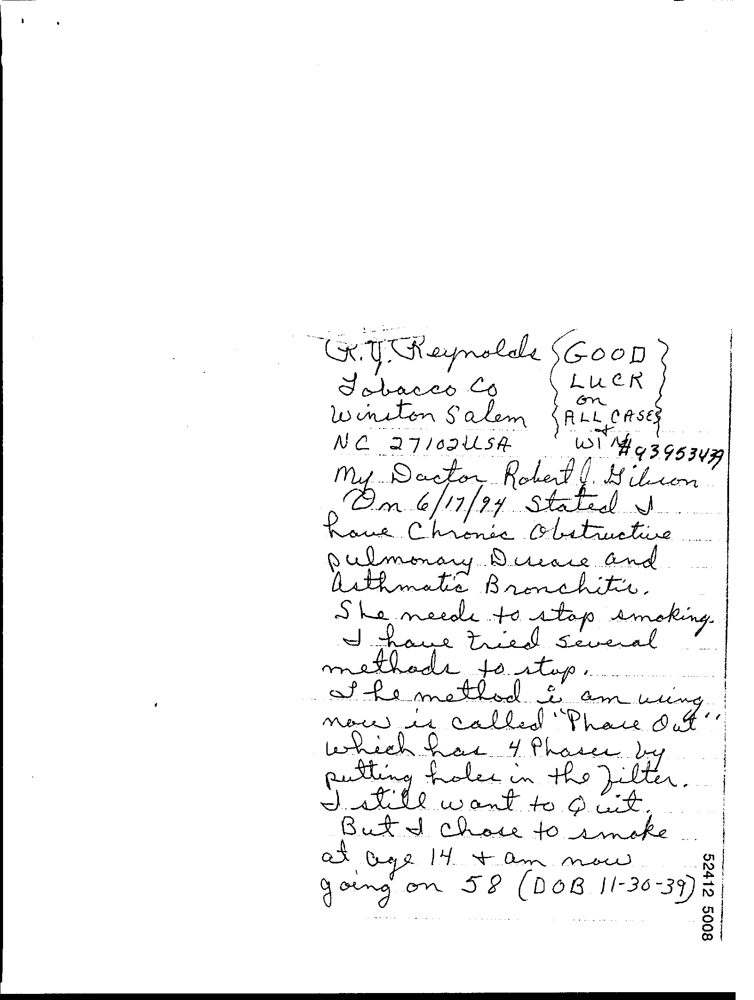 R.J. Reynolds {GOOD}
Tobacco Co {LUCK}
on
Winston Salem {ALL CASES}
+
NC 27102 USA WIN #93953439
My Doctor Robert J. Gibson
On 6/17/94 Stated I
have Chronic Obstructive
pulmonary Disease and
Asthmatic Bronchitis.
She needs to stop smoking.
I have tried several
methods to stop.
The method i am using
now is called "Phase Out"
which has 4 Phases by
putting holes in the filter.
I still want to Quit.
But I chose to smoke
at age 14 + am now
going on 58 (DOB 11-30-39)
52412 5008